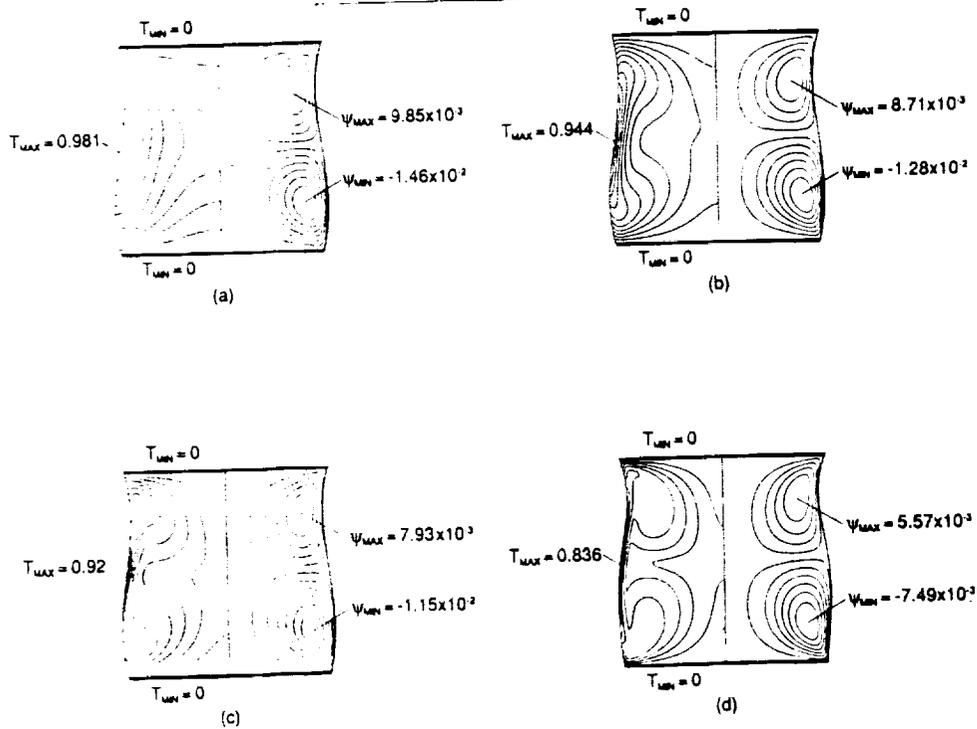 T_MIN = 0
T_MAX = 0.981
Ψ_MAX = 9.85x10⁻³
Ψ_MIN = -1.46x10⁻²
T_MIN = 0
(a)
T_MIN = 0
T_MAX = 0.944
Ψ_MAX = 8.71x10⁻³
Ψ_MIN = -1.28x10⁻²
T_MIN = 0
(b)
T_MIN = 0
T_MAX = 0.92
Ψ_MAX = 7.93x10⁻³
Ψ_MIN = -1.15x10⁻²
T_MIN = 0
(c)
T_MIN = 0
T_MAX = 0.836
Ψ_MAX = 5.57x10⁻³
Ψ_MIN = -7.49x10⁻³
T_MIN = 0
(d)